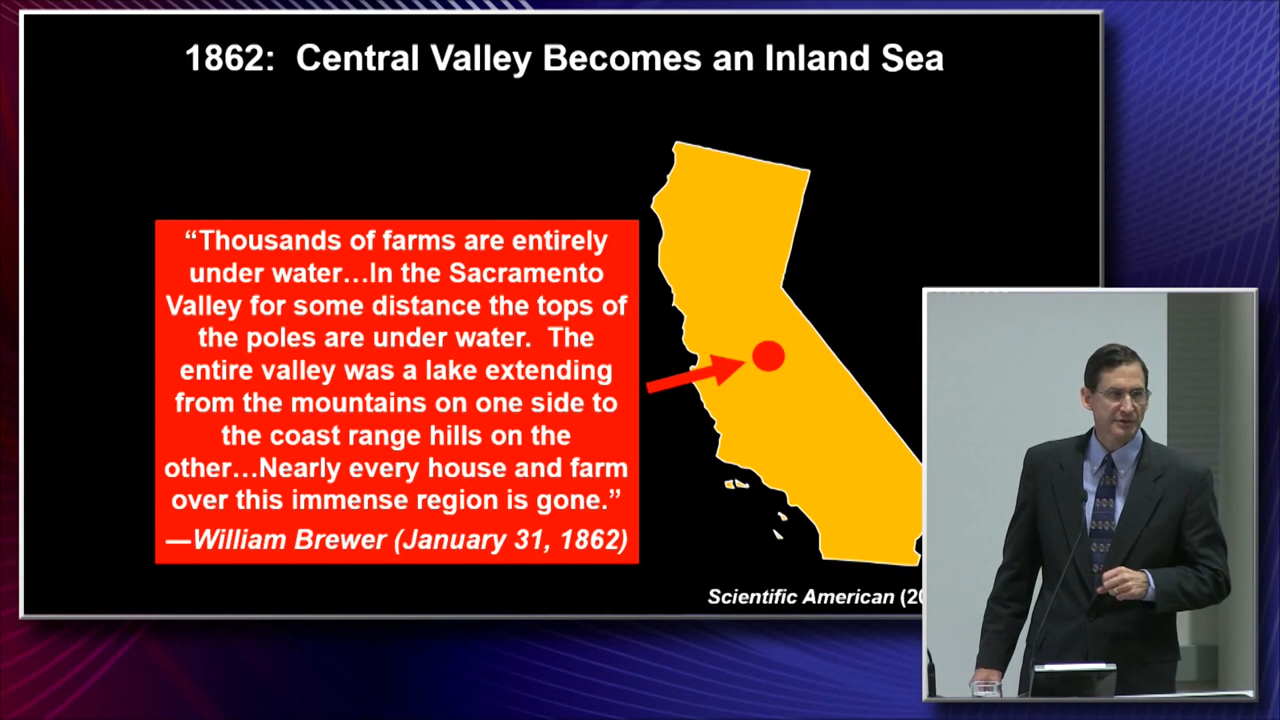 1862: Central Valley Becomes an Inland Sea
“Thousands of farms are entirely
under water…In the Sacramento
Valley for some distance the tops of
the poles are under water. The
entire valley was a lake extending
from the mountains on one side to
the coast range hills on the
other…Nearly every house and farm
over this immense region is gone.”
—William Brewer (January 31, 1862)
Scientific American